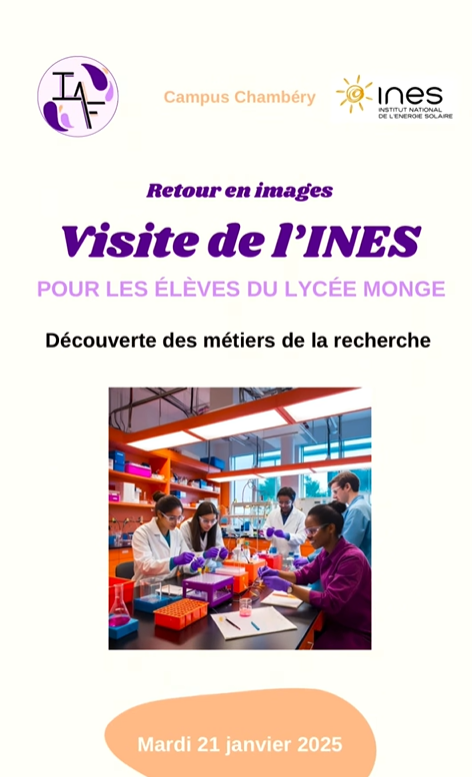 IAF
Campus Chambéry
ines
INSTITUT NATIONAL
DE L'ENERGIE SOLAIRE
Retour en images
Visite de l'INES
POUR LES ÉLÈVES DU LYCÉE MONGE
Découverte des métiers de la recherche
Mardi 21 janvier 2025